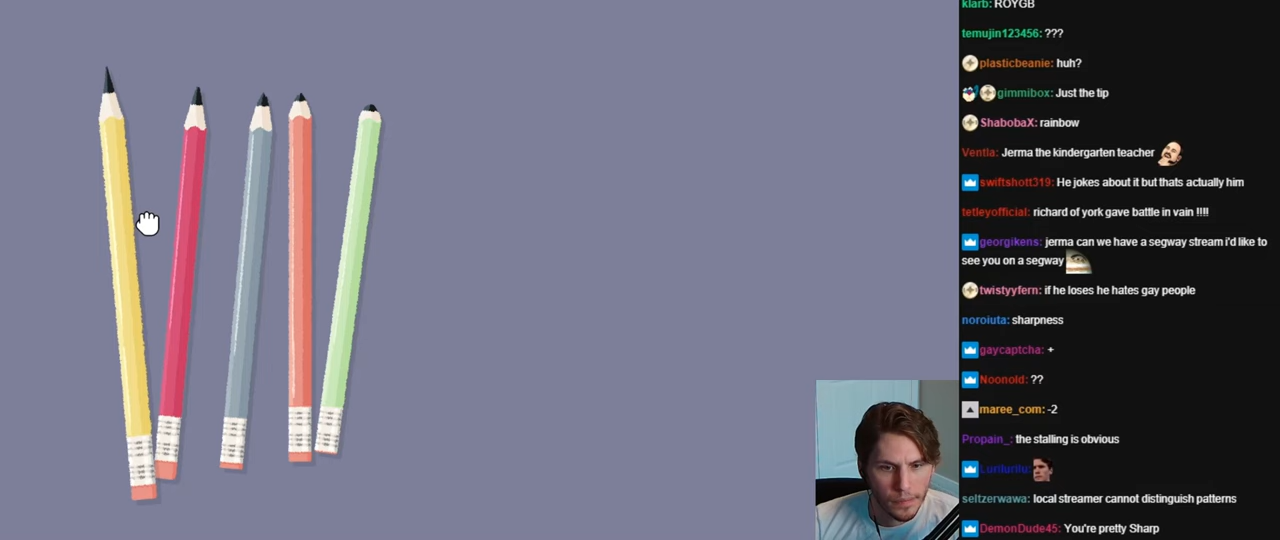 klarb: ROYGB
temujin123456: ???
plasticbeanie: huh?
gimmibox: Just the tip
ShabobaX: rainbow
Ventla: Jerma the kindergarten teacher
swiftshott319: He jokes about it but thats actually him
tetleyofficial: richard of york gave battle in vain !!!!
georgikens: jerma can we have a segway stream i'd like to
see you on a segway
twistyyfern: if he loses he hates gay people
noroiuta: sharpness
gaycaptcha: +
Noonold: ??
maree_com: -2
Propain_: the stalling is obvious
Lurllurllu:
seltzerwawa: local streamer cannot distinguish patterns
DemonDude45: You're pretty Sharp